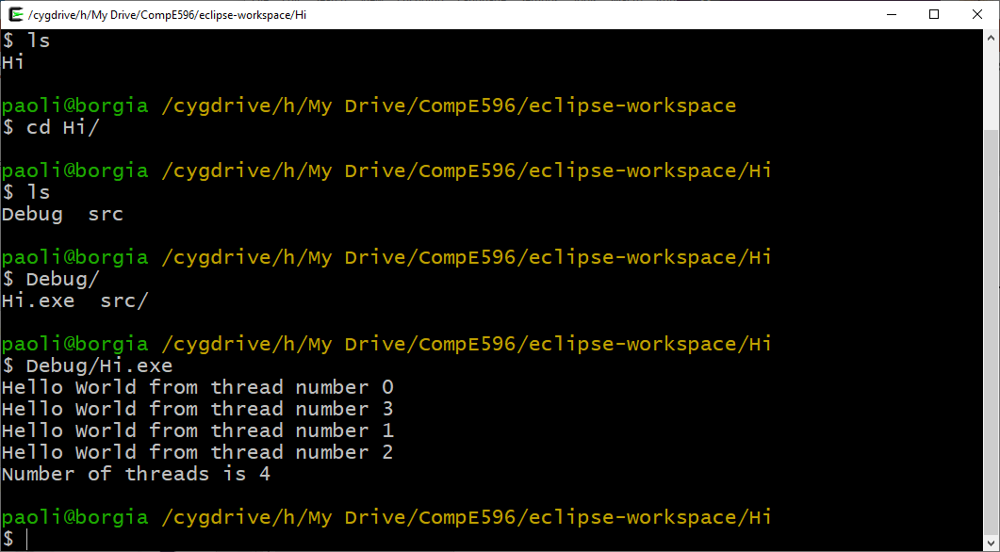 /cygdrive/h/My Drive/CompE596/eclipse-workspace/Hi
$ ls
Hi
paoli@borgia /cygdrive/h/My Drive/CompE596/eclipse-workspace
$ cd Hi/
paoli@borgia /cygdrive/h/My Drive/CompE596/eclipse-workspace/Hi
$ ls
Debug  src
paoli@borgia /cygdrive/h/My Drive/CompE596/eclipse-workspace/Hi
$ Debug/
Hi.exe  src/
paoli@borgia /cygdrive/h/My Drive/CompE596/eclipse-workspace/Hi
$ Debug/Hi.exe
Hello World from thread number 0
Hello World from thread number 3
Hello World from thread number 1
Hello World from thread number 2
Number of threads is 4
paoli@borgia /cygdrive/h/My Drive/CompE596/eclipse-workspace/Hi
$